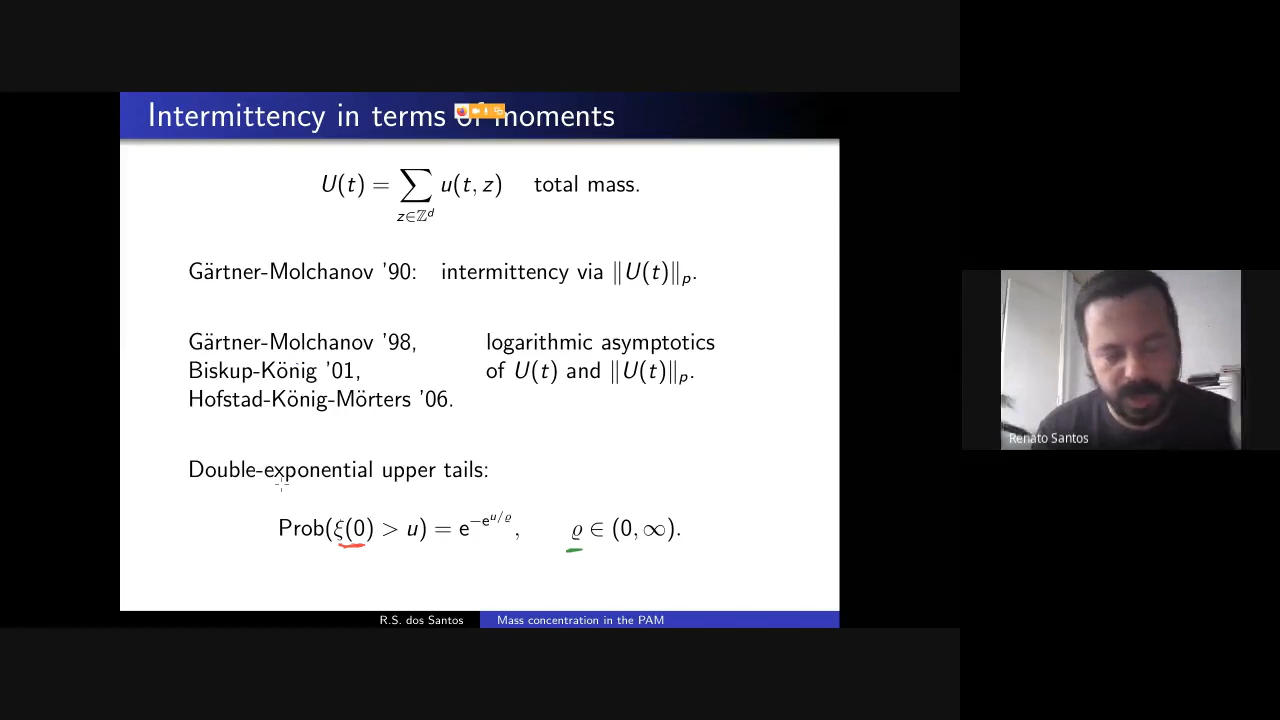 Intermittency in terms of moments
U(t) = ∑ u(t, z) total mass.
z∈ℤᵈ
Gärtner-Molchanov '90: intermittency via ‖U(t)‖ₚ.
Gärtner-Molchanov '98, logarithmic asymptotics
Biskup-König '01, of U(t) and ‖U(t)‖ₚ.
Hofstad-König-Mörters '06.
Double-exponential upper tails:
Prob(ξ(0) > u) = e^{-e^{u/ϱ}}, ϱ ∈ (0, ∞).
R.S. dos Santos Mass concentration in the PAM
Renato Santos